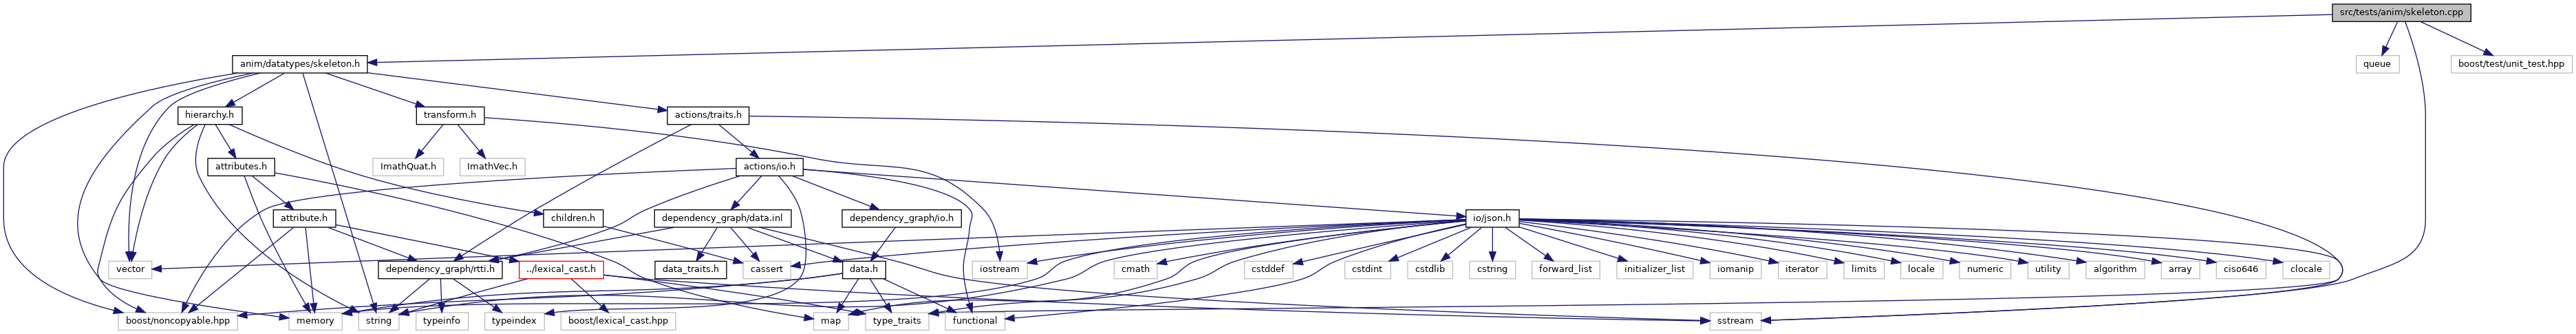 src/tests/anim/skeleton.cpp
anim/datatypes/skeleton.h
queue
boost/test/unit_test.hpp
hierarchy.h
transform.h
actions/traits.h
attributes.h
ImathQuat.h
ImathVec.h
actions/io.h
attribute.h
children.h
dependency_graph/data.inl
dependency_graph/io.h
io/json.h
vector
dependency_graph/rtti.h
../lexical_cast.h
data_traits.h
cassert
data.h
iostream
cmath
cstddef
cstdint
cstdlib
cstring
forward_list
initializer_list
iomanip
iterator
limits
locale
numeric
utility
algorithm
array
ciso646
clocale
boost/noncopyable.hpp
memory
string
typeinfo
typeindex
boost/lexical_cast.hpp
map
type_traits
functional
sstream